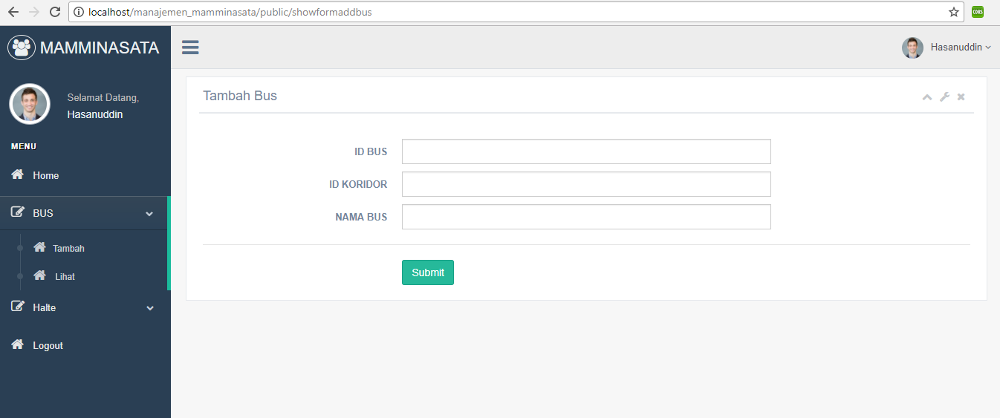 localhost/manajemen_mamminasata/public/showformaddbus
CORS
MAMMINASATA
Hasanuddin
Selamat Datang,
Hasanuddin
MENU
Home
BUS
Tambah
Lihat
Halte
Logout
Tambah Bus
ID BUS
ID KORIDOR
NAMA BUS
Submit